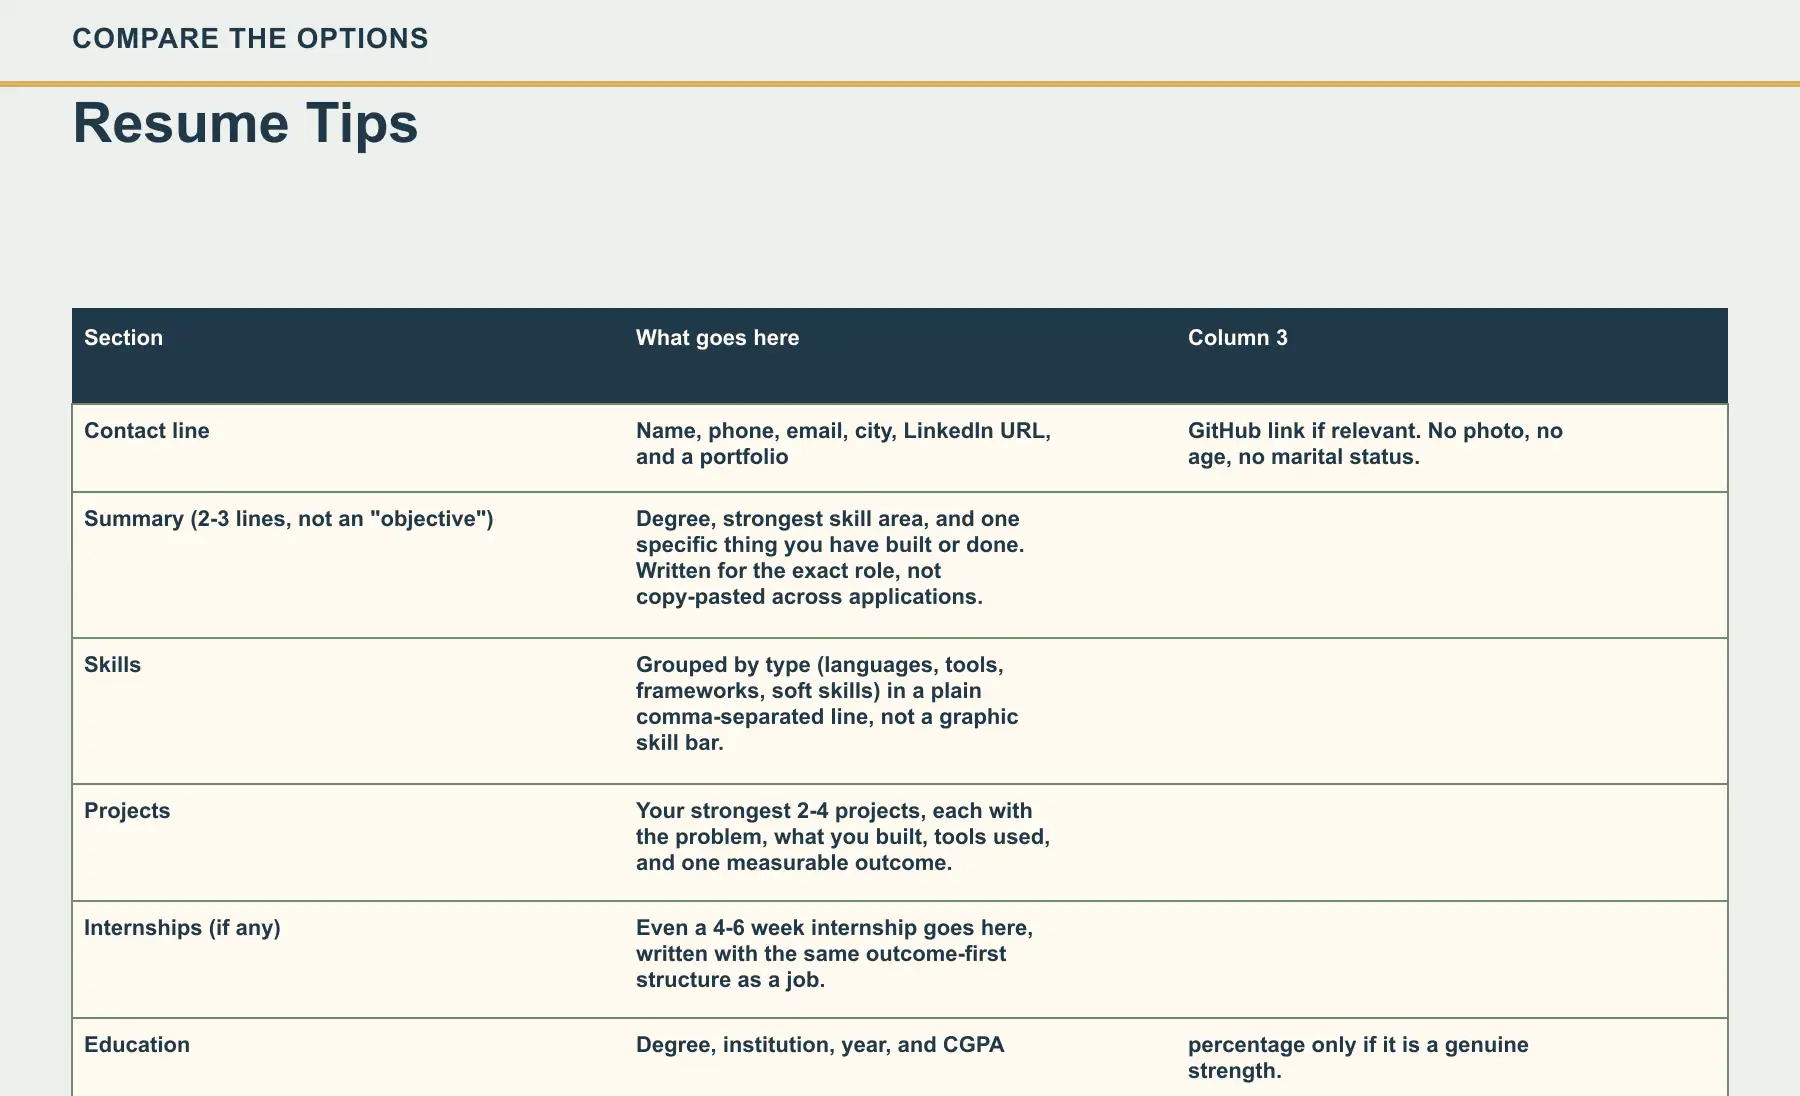 COMPARE THE OPTIONS
Resume Tips
Section
What goes here
Column 3
Contact line
Name, phone, email, city, LinkedIn URL,
and a portfolio
GitHub link if relevant. No photo, no
age, no marital status.
Summary (2-3 lines, not an "objective")
Degree, strongest skill area, and one
specific thing you have built or done.
Written for the exact role, not
copy-pasted across applications.
Skills
Grouped by type (languages, tools,
frameworks, soft skills) in a plain
comma-separated line, not a graphic
skill bar.
Projects
Your strongest 2-4 projects, each with
the problem, what you built, tools used,
and one measurable outcome.
Internships (if any)
Even a 4-6 week internship goes here,
written with the same outcome-first
structure as a job.
Education
Degree, institution, year, and CGPA
percentage only if it is a genuine
strength.